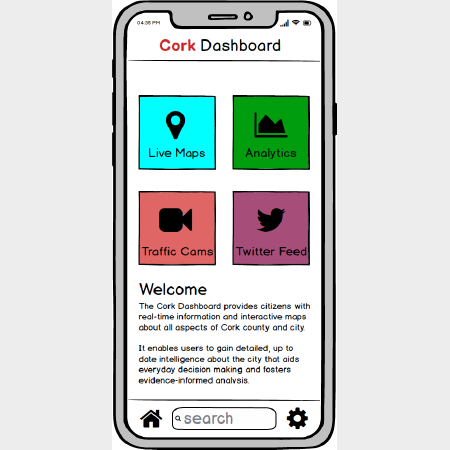 04:35 PM
Cork Dashboard
Live Maps
Analytics
Traffic Cams
Twitter Feed
Welcome
The Cork Dashboard provides citizens with
real-time information and interactive maps
about all aspects of Cork county and city.
It enables users to gain detailed, up to
date intelligence about the city that aids
everyday decision making and fosters
evidence-informed analysis.
search